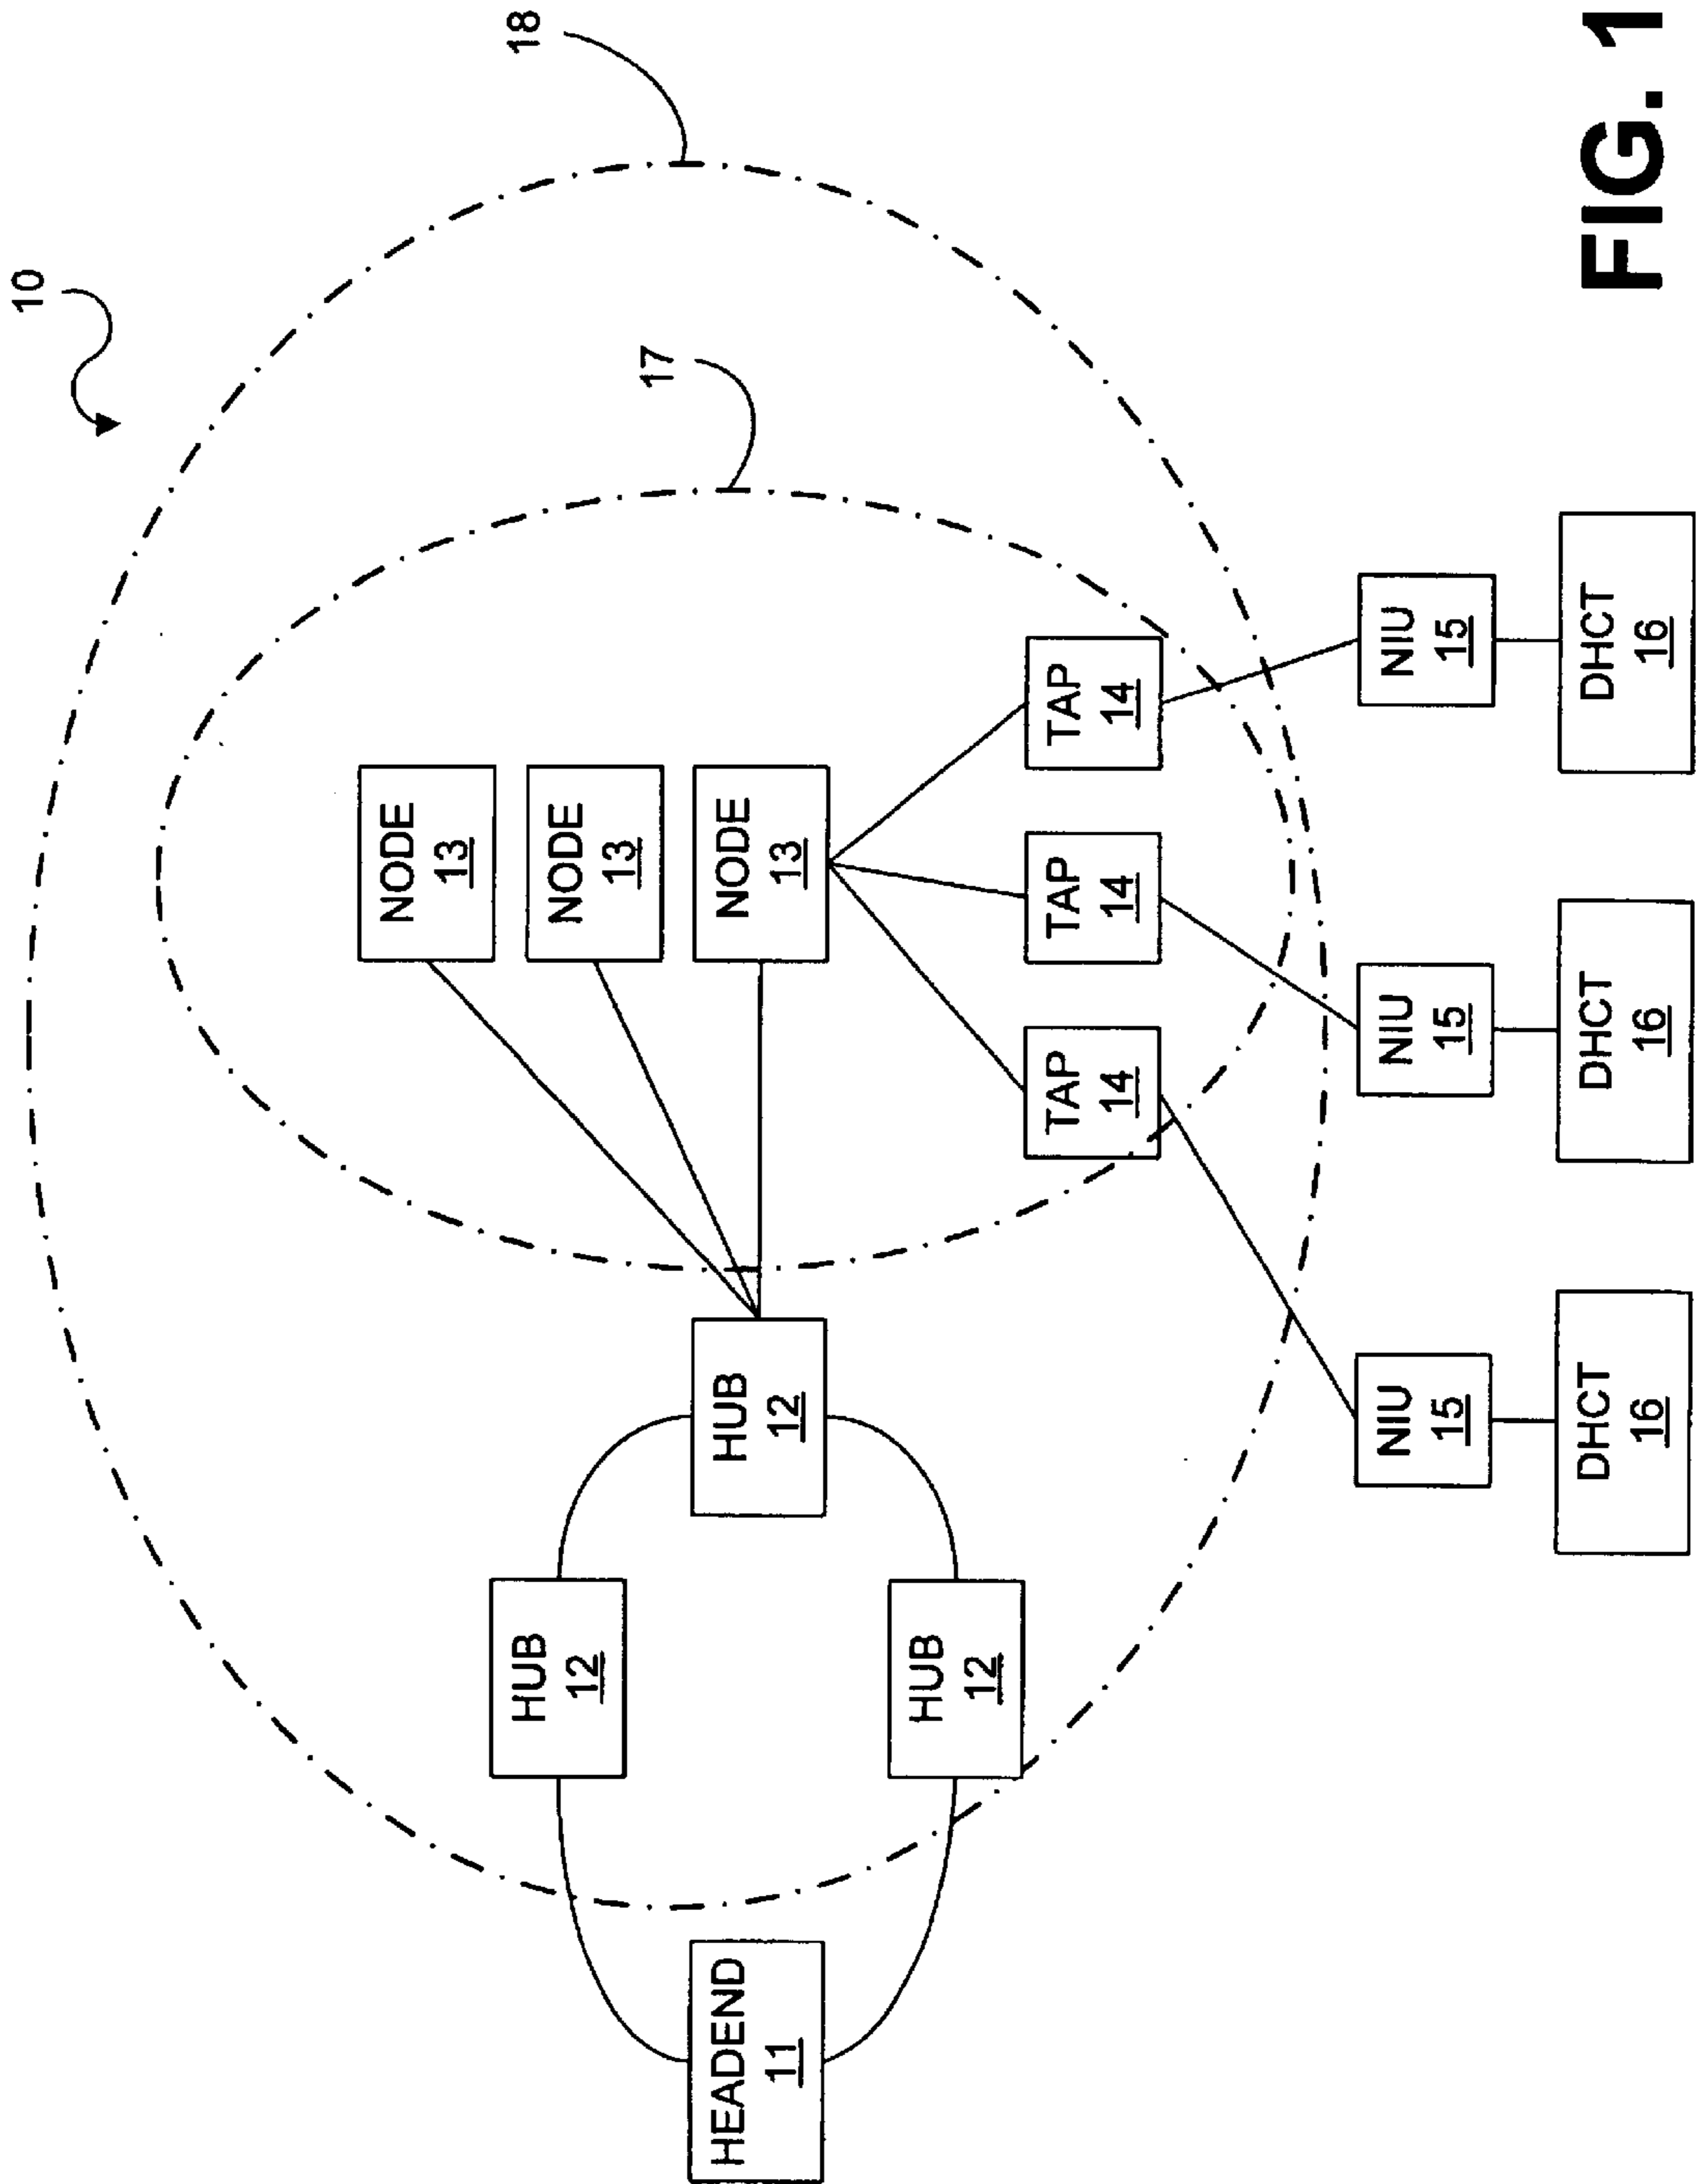 10
18
17
HEADEND
11
HUB
12
HUB
12
HUB
12
NODE
13
NODE
13
NODE
13
TAP
14
TAP
14
TAP
14
NIU
15
NIU
15
NIU
15
DHCT
16
DHCT
16
DHCT
16
FIG. 1